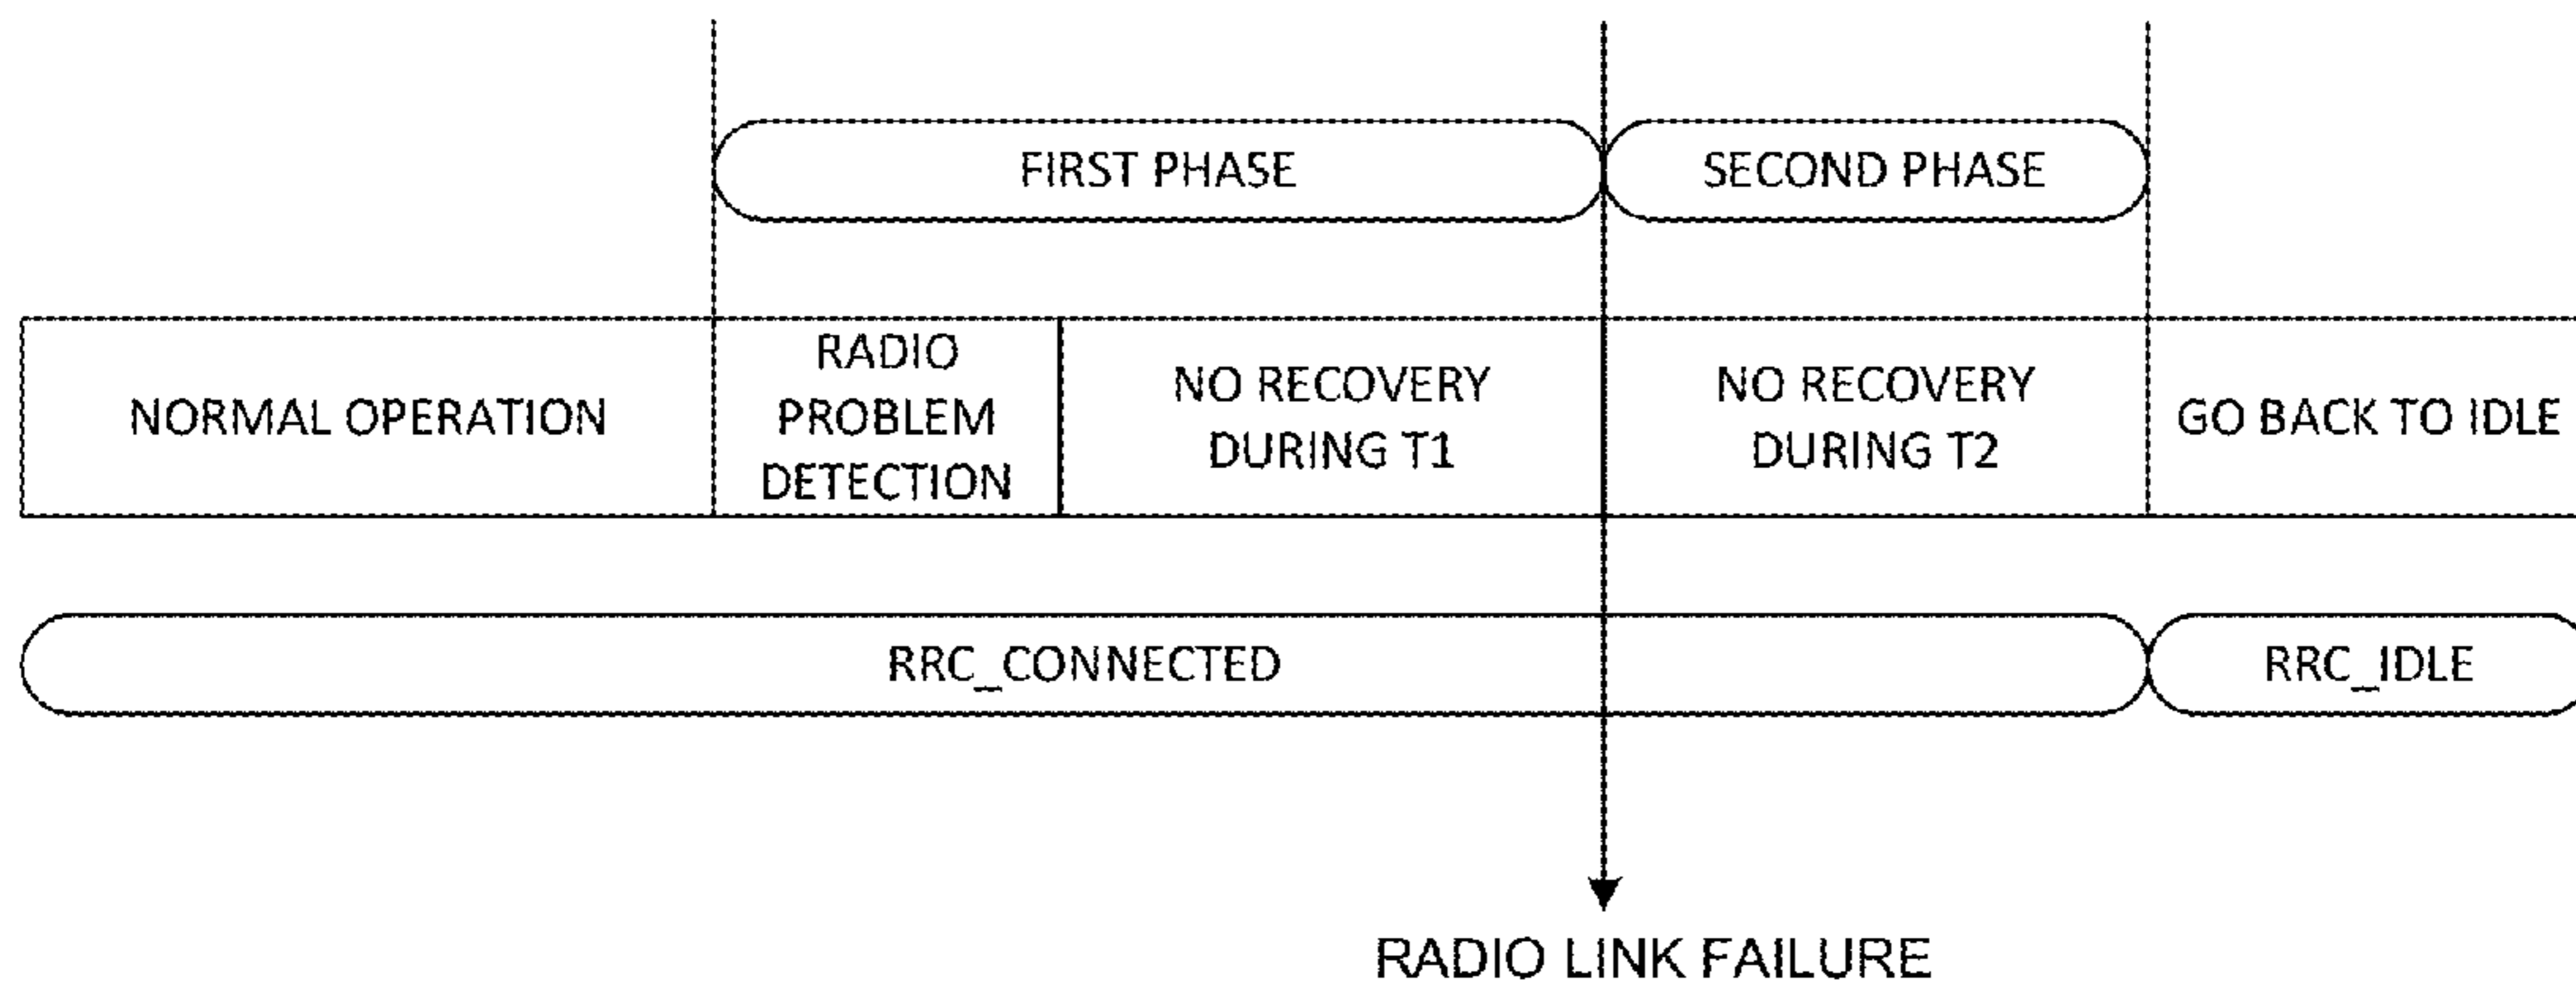 FIRST PHASE
SECOND PHASE
NORMAL OPERATION
RADIO
PROBLEM
DETECTION
NO RECOVERY
DURING T1
NO RECOVERY
DURING T2
GO BACK TO IDLE
RRC_CONNECTED
RRC_IDLE
RADIO LINK FAILURE